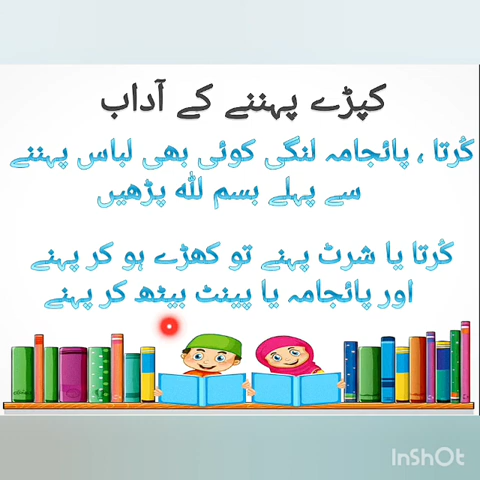 کپڑے پہننے کے آداب
کُرتا ، پائجامہ لنگی کوئی بھی لباس پہننے
سے پہلے بسم للّٰه پڑھیں
کُرتا یا شرٹ پہنے تو کھڑے ہو کر پہنے
اور پائجامہ یا پینٹ بیٹھ کر پہنے
InShOt